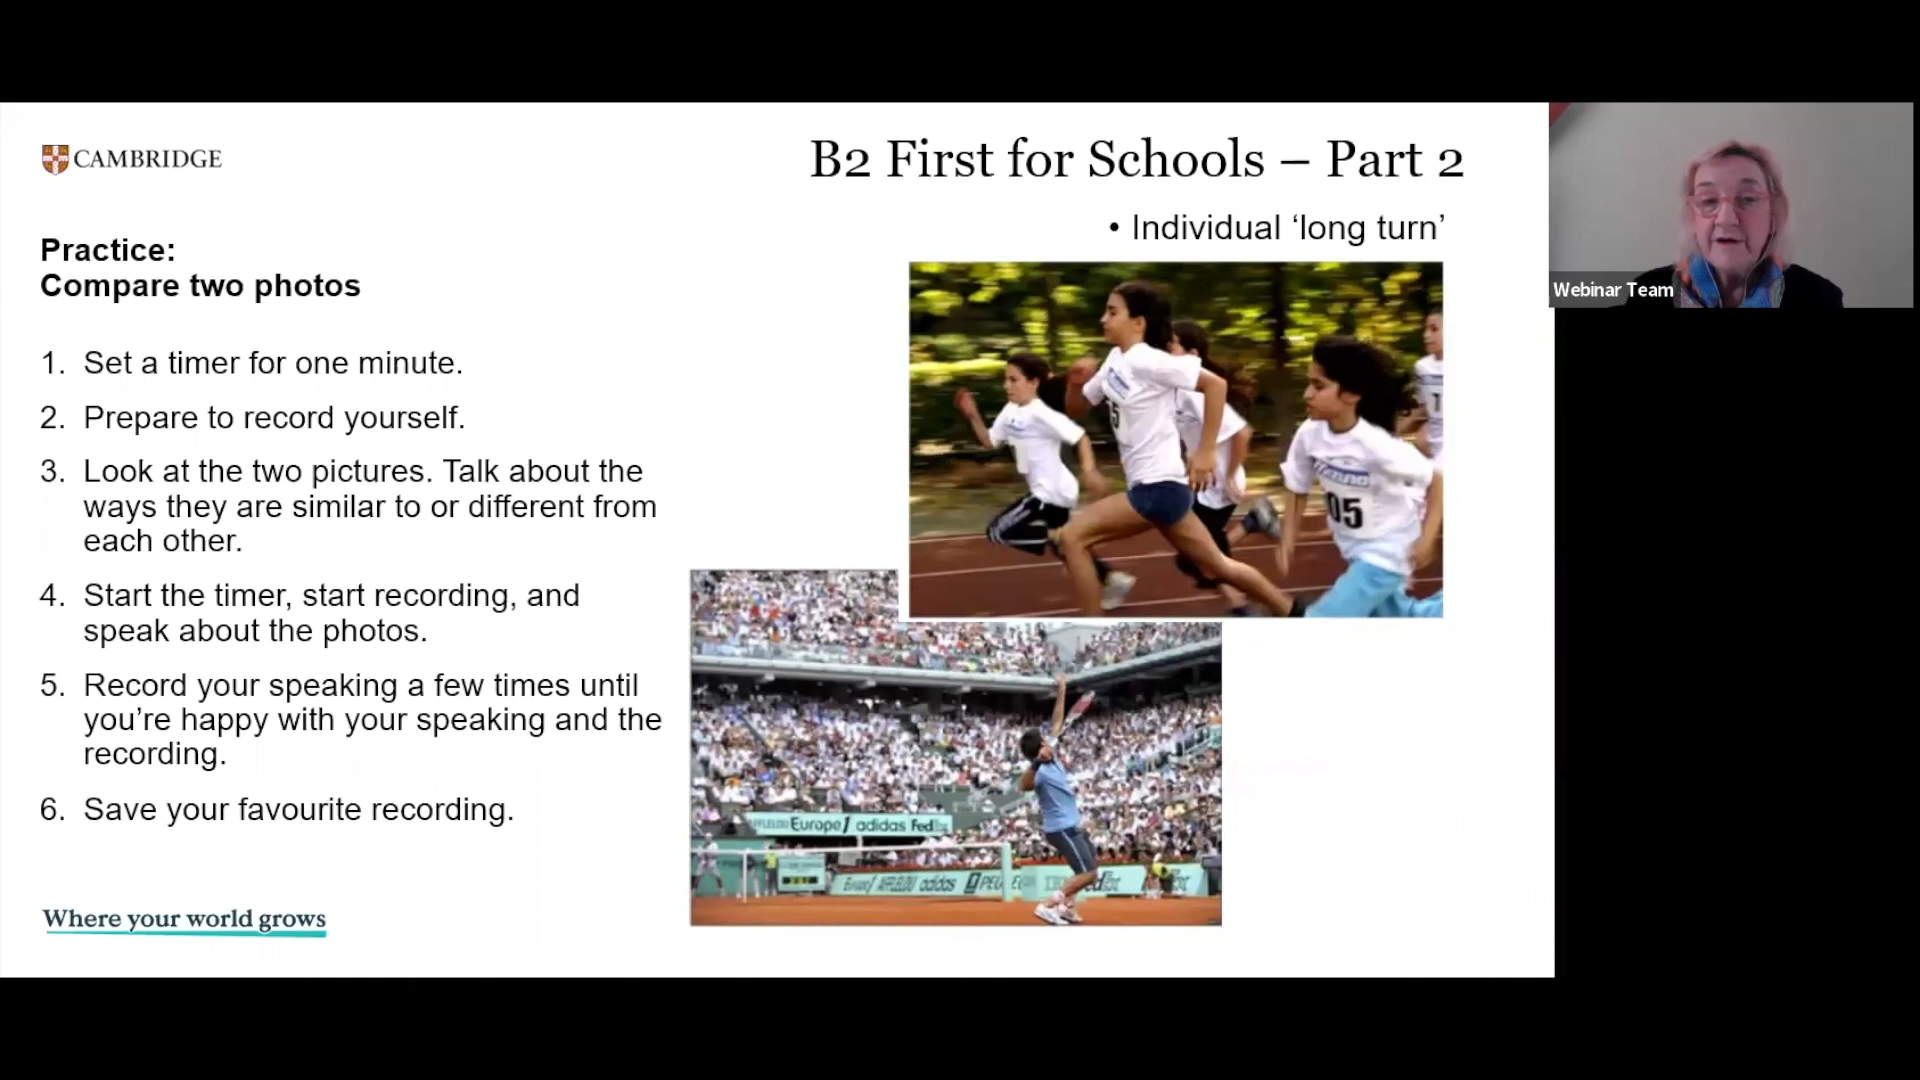 CAMBRIDGE
B2 First for Schools – Part 2
• Individual ‘long turn’
Practice:
Compare two photos
1. Set a timer for one minute.
2. Prepare to record yourself.
3. Look at the two pictures. Talk about the
ways they are similar to or different from
each other.
4. Start the timer, start recording, and
speak about the photos.
5. Record your speaking a few times until
you’re happy with your speaking and the
recording.
6. Save your favourite recording.
Where your world grows
Webinar Team
05
Europe1 adidas FedEx
adidas